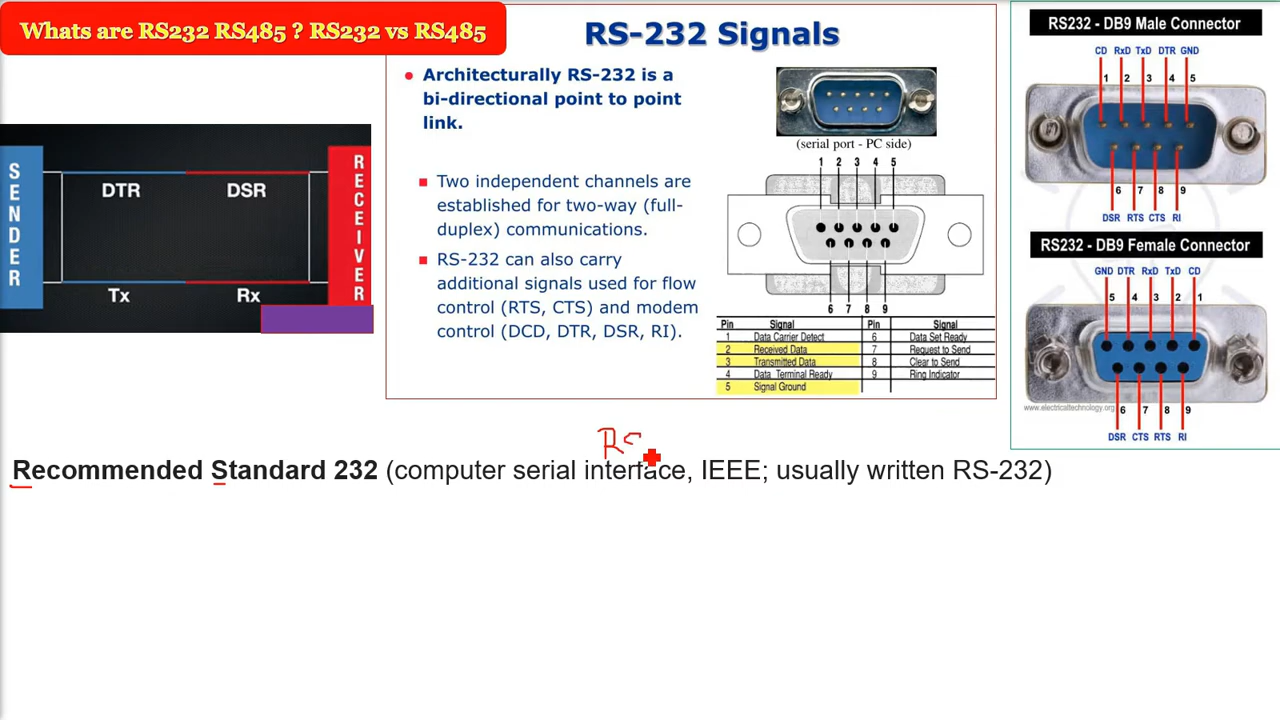 Whats are RS232 RS485 ? RS232 vs RS485
SENDER
DTR DSR
Tx Rx
RECEIVER
RS-232 Signals
Architecturally RS-232 is a
bi-directional point to point
link.
Two independent channels are
established for two-way (full-
duplex) communications.
RS-232 can also carry
additional signals used for flow
control (RTS, CTS) and modem
control (DCD, DTR, DSR, RI).
(serial port - PC side)
1 2 3 4 5
6 7 8 9
Pin Signal Pin Signal
1 Data Carrier Detect 6 Data Set Ready
2 Received Data 7 Request to Send
3 Transmitted Data 8 Clear to Send
4 Data Terminal Ready 9 Ring Indicator
5 Signal Ground
RS232 - DB9 Male Connector
CD RxD TxD DTR GND
1 2 3 4 5
6 7 8 9
DSR RTS CTS RI
RS232 - DB9 Female Connector
GND DTR RxD TxD CD
5 4 3 2 1
www.electricaltechnology.org
6 7 8 9
DSR CTS RTS RI
RS
Recommended Standard 232 (computer serial interface, IEEE; usually written RS-232)